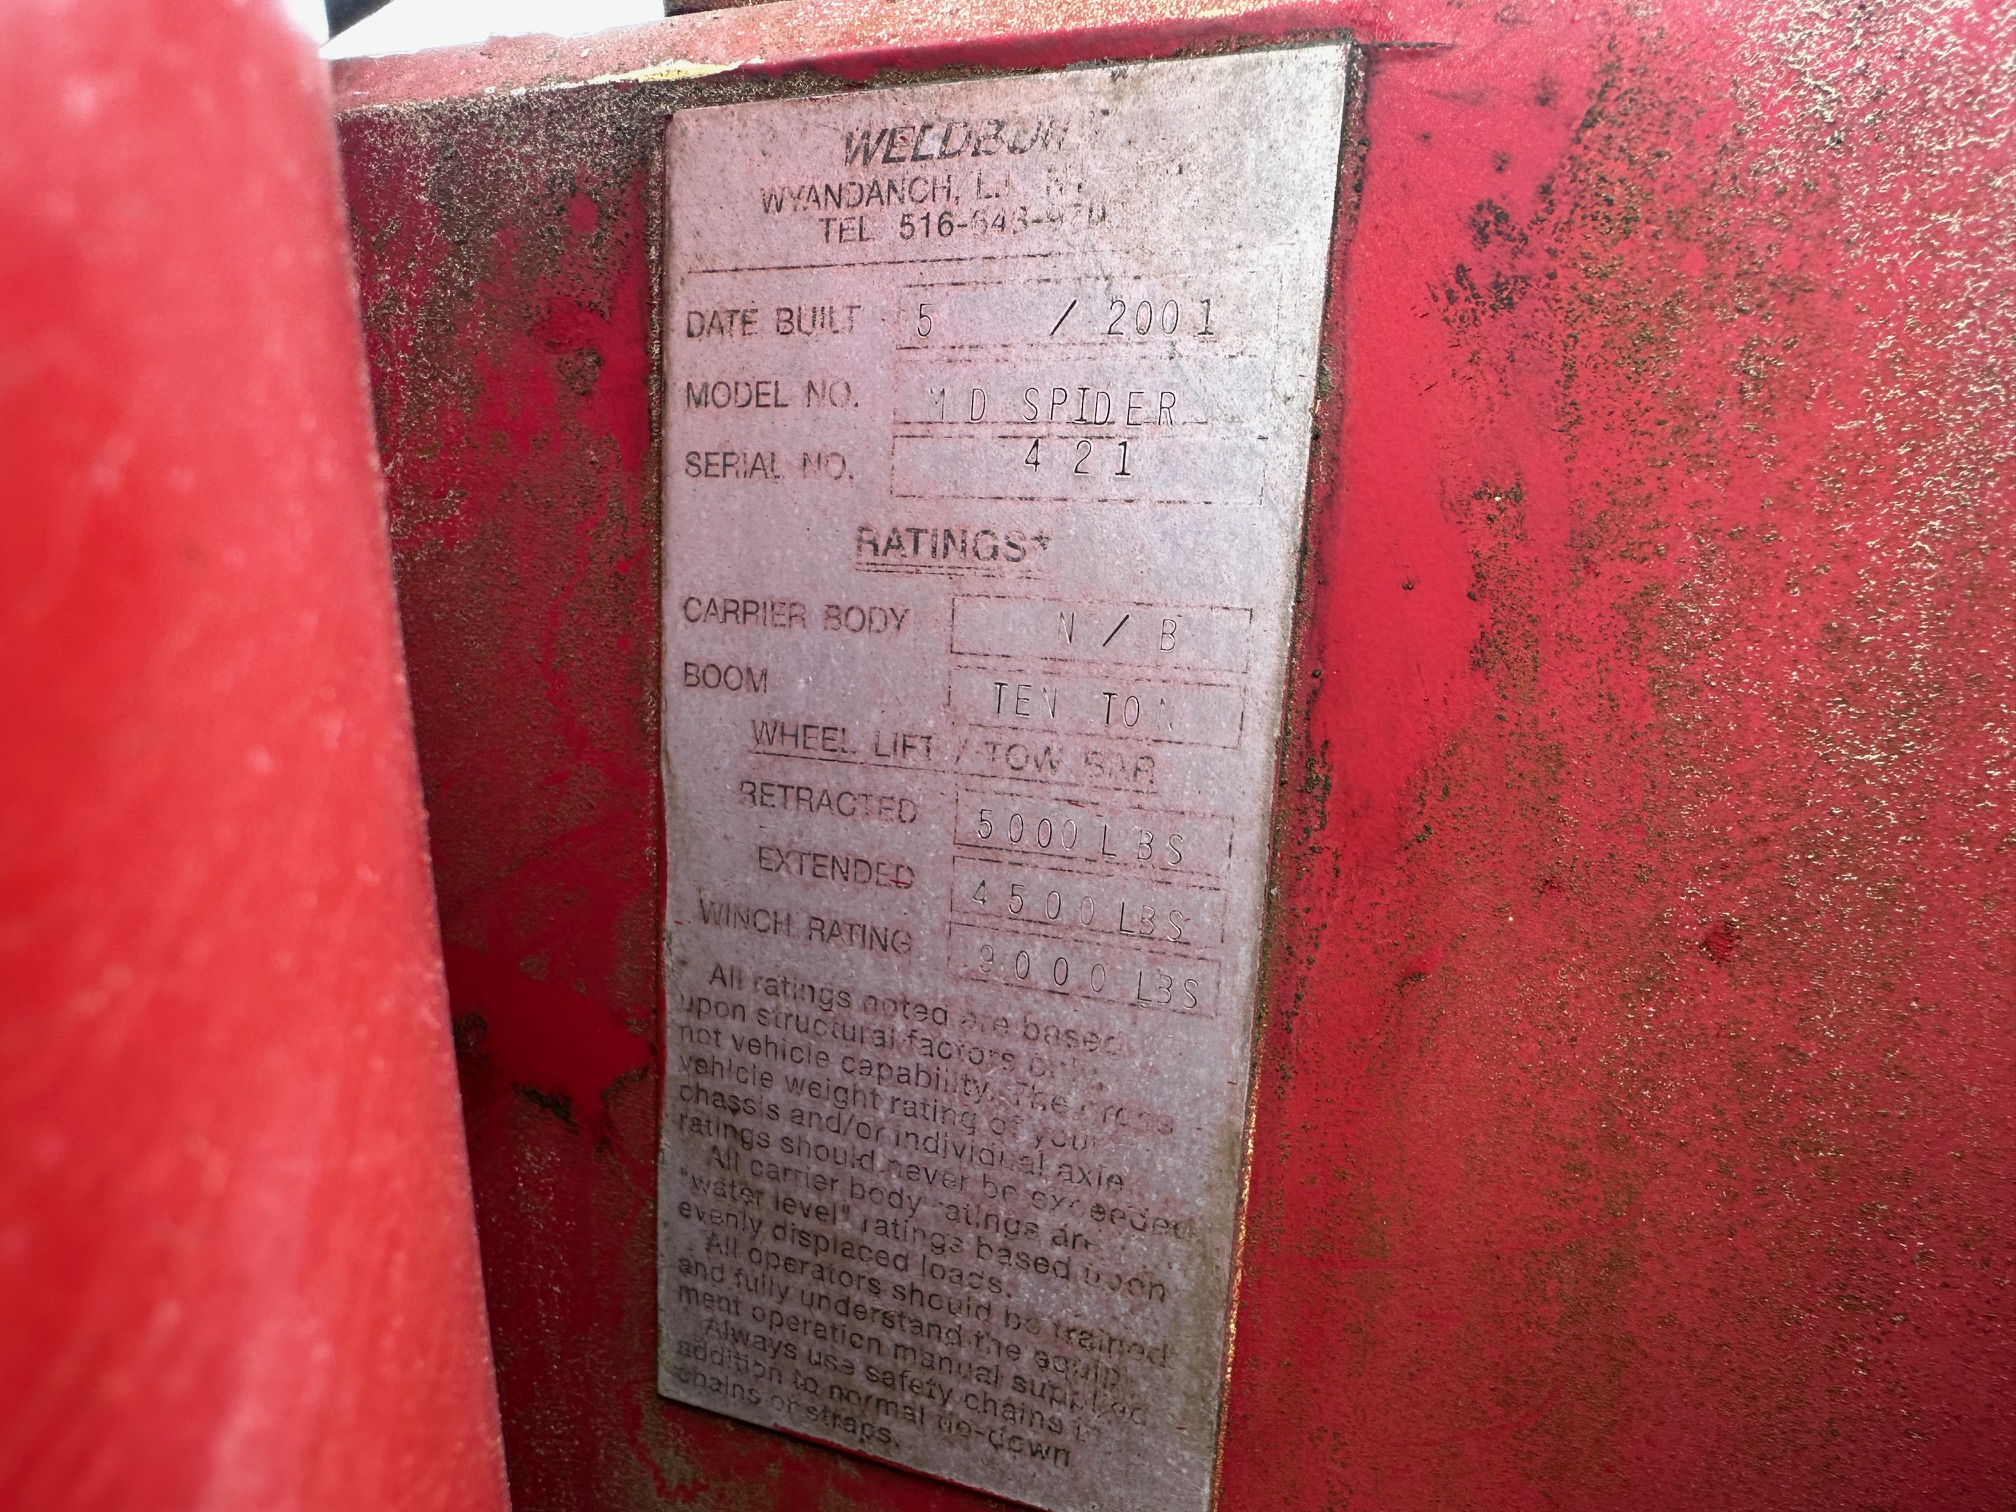 WELDBUILT
WYANDANCH, L.I. N.Y.
TEL. 516-643-970
DATE BUILT 5 / 2001
MODEL NO. M D SPIDER
SERIAL NO. 421
RATINGS*
CARRIER BODY N / B
BOOM TEN TON
WHEEL LIFT / TOW BAR
RETRACTED 5000 LBS
EXTENDED 4500 LBS
WINCH RATING 9000 LBS
All ratings noted are based
upon structural factors only,
not vehicle capability. The gross
vehicle weight rating of your
chassis and/or individual axle
ratings should never be exceeded.
All carrier body ratings are
"water level" ratings based upon
evenly displaced loads.
All operators should be trained
and fully understand the equip-
ment operation manual supplied.
Always use safety chains in
addition to normal tie-down
chains or straps.